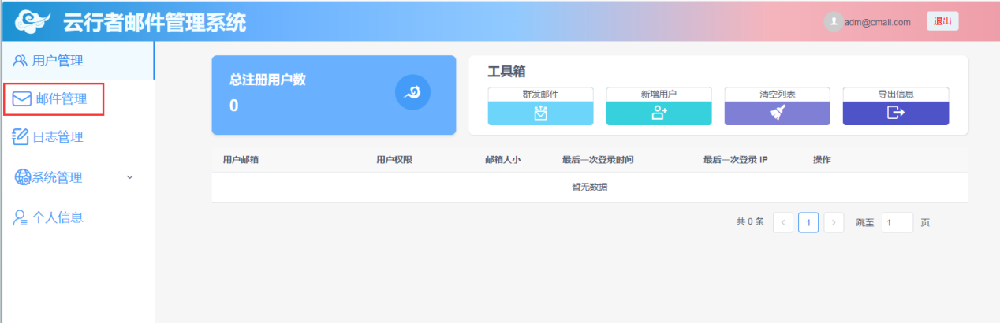 云行者邮件管理系统
adm@cmail.com 退出
用户管理
邮件管理
日志管理
系统管理
个人信息
总注册用户数
0
工具箱
群发邮件 新增用户 清空列表 导出信息
用户邮箱 用户权限 邮箱大小 最后一次登录时间 最后一次登录 IP 操作
暂无数据
共 0 条 < 1 > 跳至 1 页